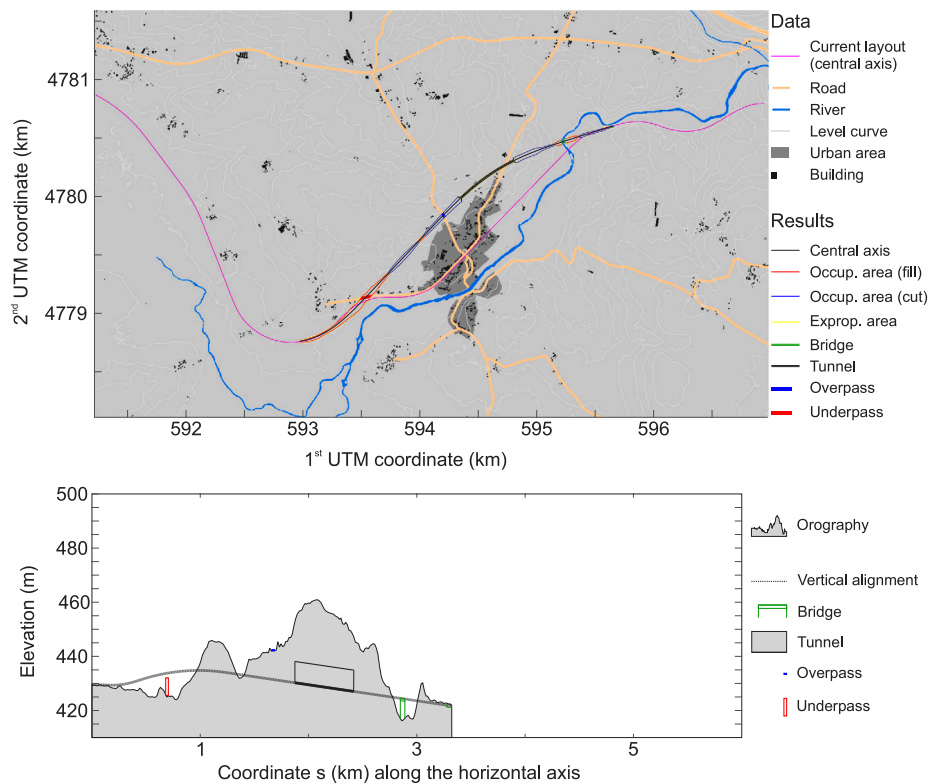 Data
Current layout
(central axis)
Road
River
Level curve
Urban area
Building
Results
Central axis
Occup. area (fill)
Occup. area (cut)
Exprop. area
Bridge
Tunnel
Overpass
Underpass
4781
4780
4779
2nd UTM coordinate (km)
592 593 594 595 596
1st UTM coordinate (km)
500
480
460
440
420
Elevation (m)
1 3 5
Coordinate s (km) along the horizontal axis
Orography
Vertical alignment
Bridge
Tunnel
Overpass
Underpass